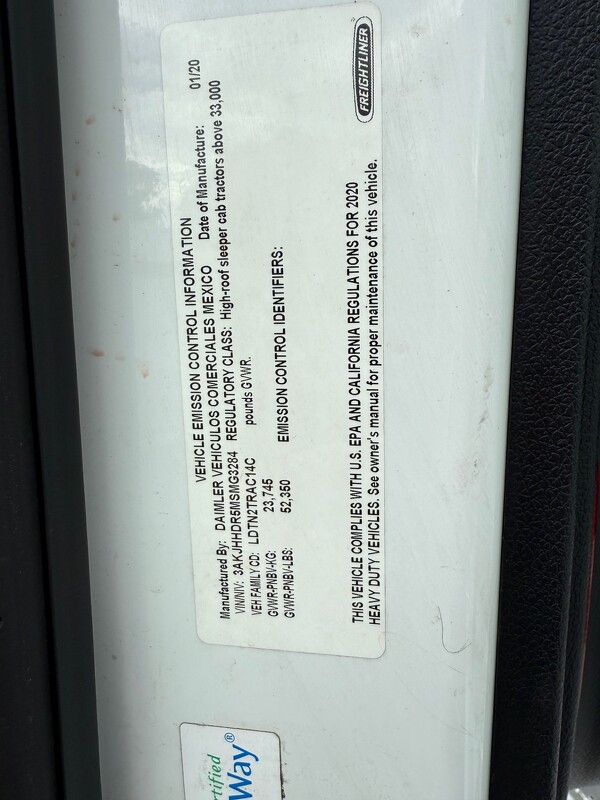 VEHICLE EMISSION CONTROL INFORMATION
Manufactured By: DAIMLER VEHICULOS COMERCIALES MEXICO Date of Manufacture: 01/20
VIN/NIV: 3AKJHHDR5MSMG3284 REGULATORY CLASS: High-roof sleeper cab tractors above 33,000
VEH FAMILY CD: LDTN2TRAC14C pounds GVWR.
GVWR-PNBV-KG: 23,745
GVWR-PNBV-LBS: 52,350 EMISSION CONTROL IDENTIFIERS:
THIS VEHICLE COMPLIES WITH U.S. EPA AND CALIFORNIA REGULATIONS FOR 2020
HEAVY DUTY VEHICLES. See owner's manual for proper maintenance of this vehicle.
FREIGHTLINER
rtified
Way®